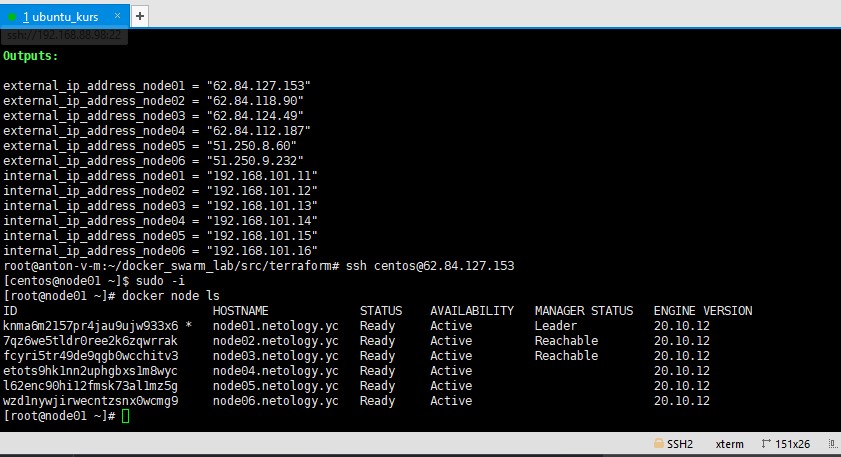 1 ubuntu_kurs × +
ssh://192.168.88.98:22
Outputs:
external_ip_address_node01 = "62.84.127.153"
external_ip_address_node02 = "62.84.118.90"
external_ip_address_node03 = "62.84.124.49"
external_ip_address_node04 = "62.84.112.187"
external_ip_address_node05 = "51.250.8.60"
external_ip_address_node06 = "51.250.9.232"
internal_ip_address_node01 = "192.168.101.11"
internal_ip_address_node02 = "192.168.101.12"
internal_ip_address_node03 = "192.168.101.13"
internal_ip_address_node04 = "192.168.101.14"
internal_ip_address_node05 = "192.168.101.15"
internal_ip_address_node06 = "192.168.101.16"
root@anton-v-m:~/docker_swarm_lab/src/terraform# ssh centos@62.84.127.153
[centos@node01 ~]$ sudo -i
[root@node01 ~]# docker node ls
ID HOSTNAME STATUS AVAILABILITY MANAGER STATUS ENGINE VERSION
knma6m2157pr4jau9ujw933x6 * node01.netology.yc Ready Active Leader 20.10.12
7qz6we5tldr0ree2k6zqwrrak node02.netology.yc Ready Active Reachable 20.10.12
fcyri5tr49de9qgb0wcchitv3 node03.netology.yc Ready Active Reachable 20.10.12
etots9hk1nn2uphgbxs1m8wyc node04.netology.yc Ready Active 20.10.12
l62enc90hi12fmsk73al1mz5g node05.netology.yc Ready Active 20.10.12
wzd1nywjirwecntzsnx0wcmg9 node06.netology.yc Ready Active 20.10.12
[root@node01 ~]#
SSH2 xterm 151x26